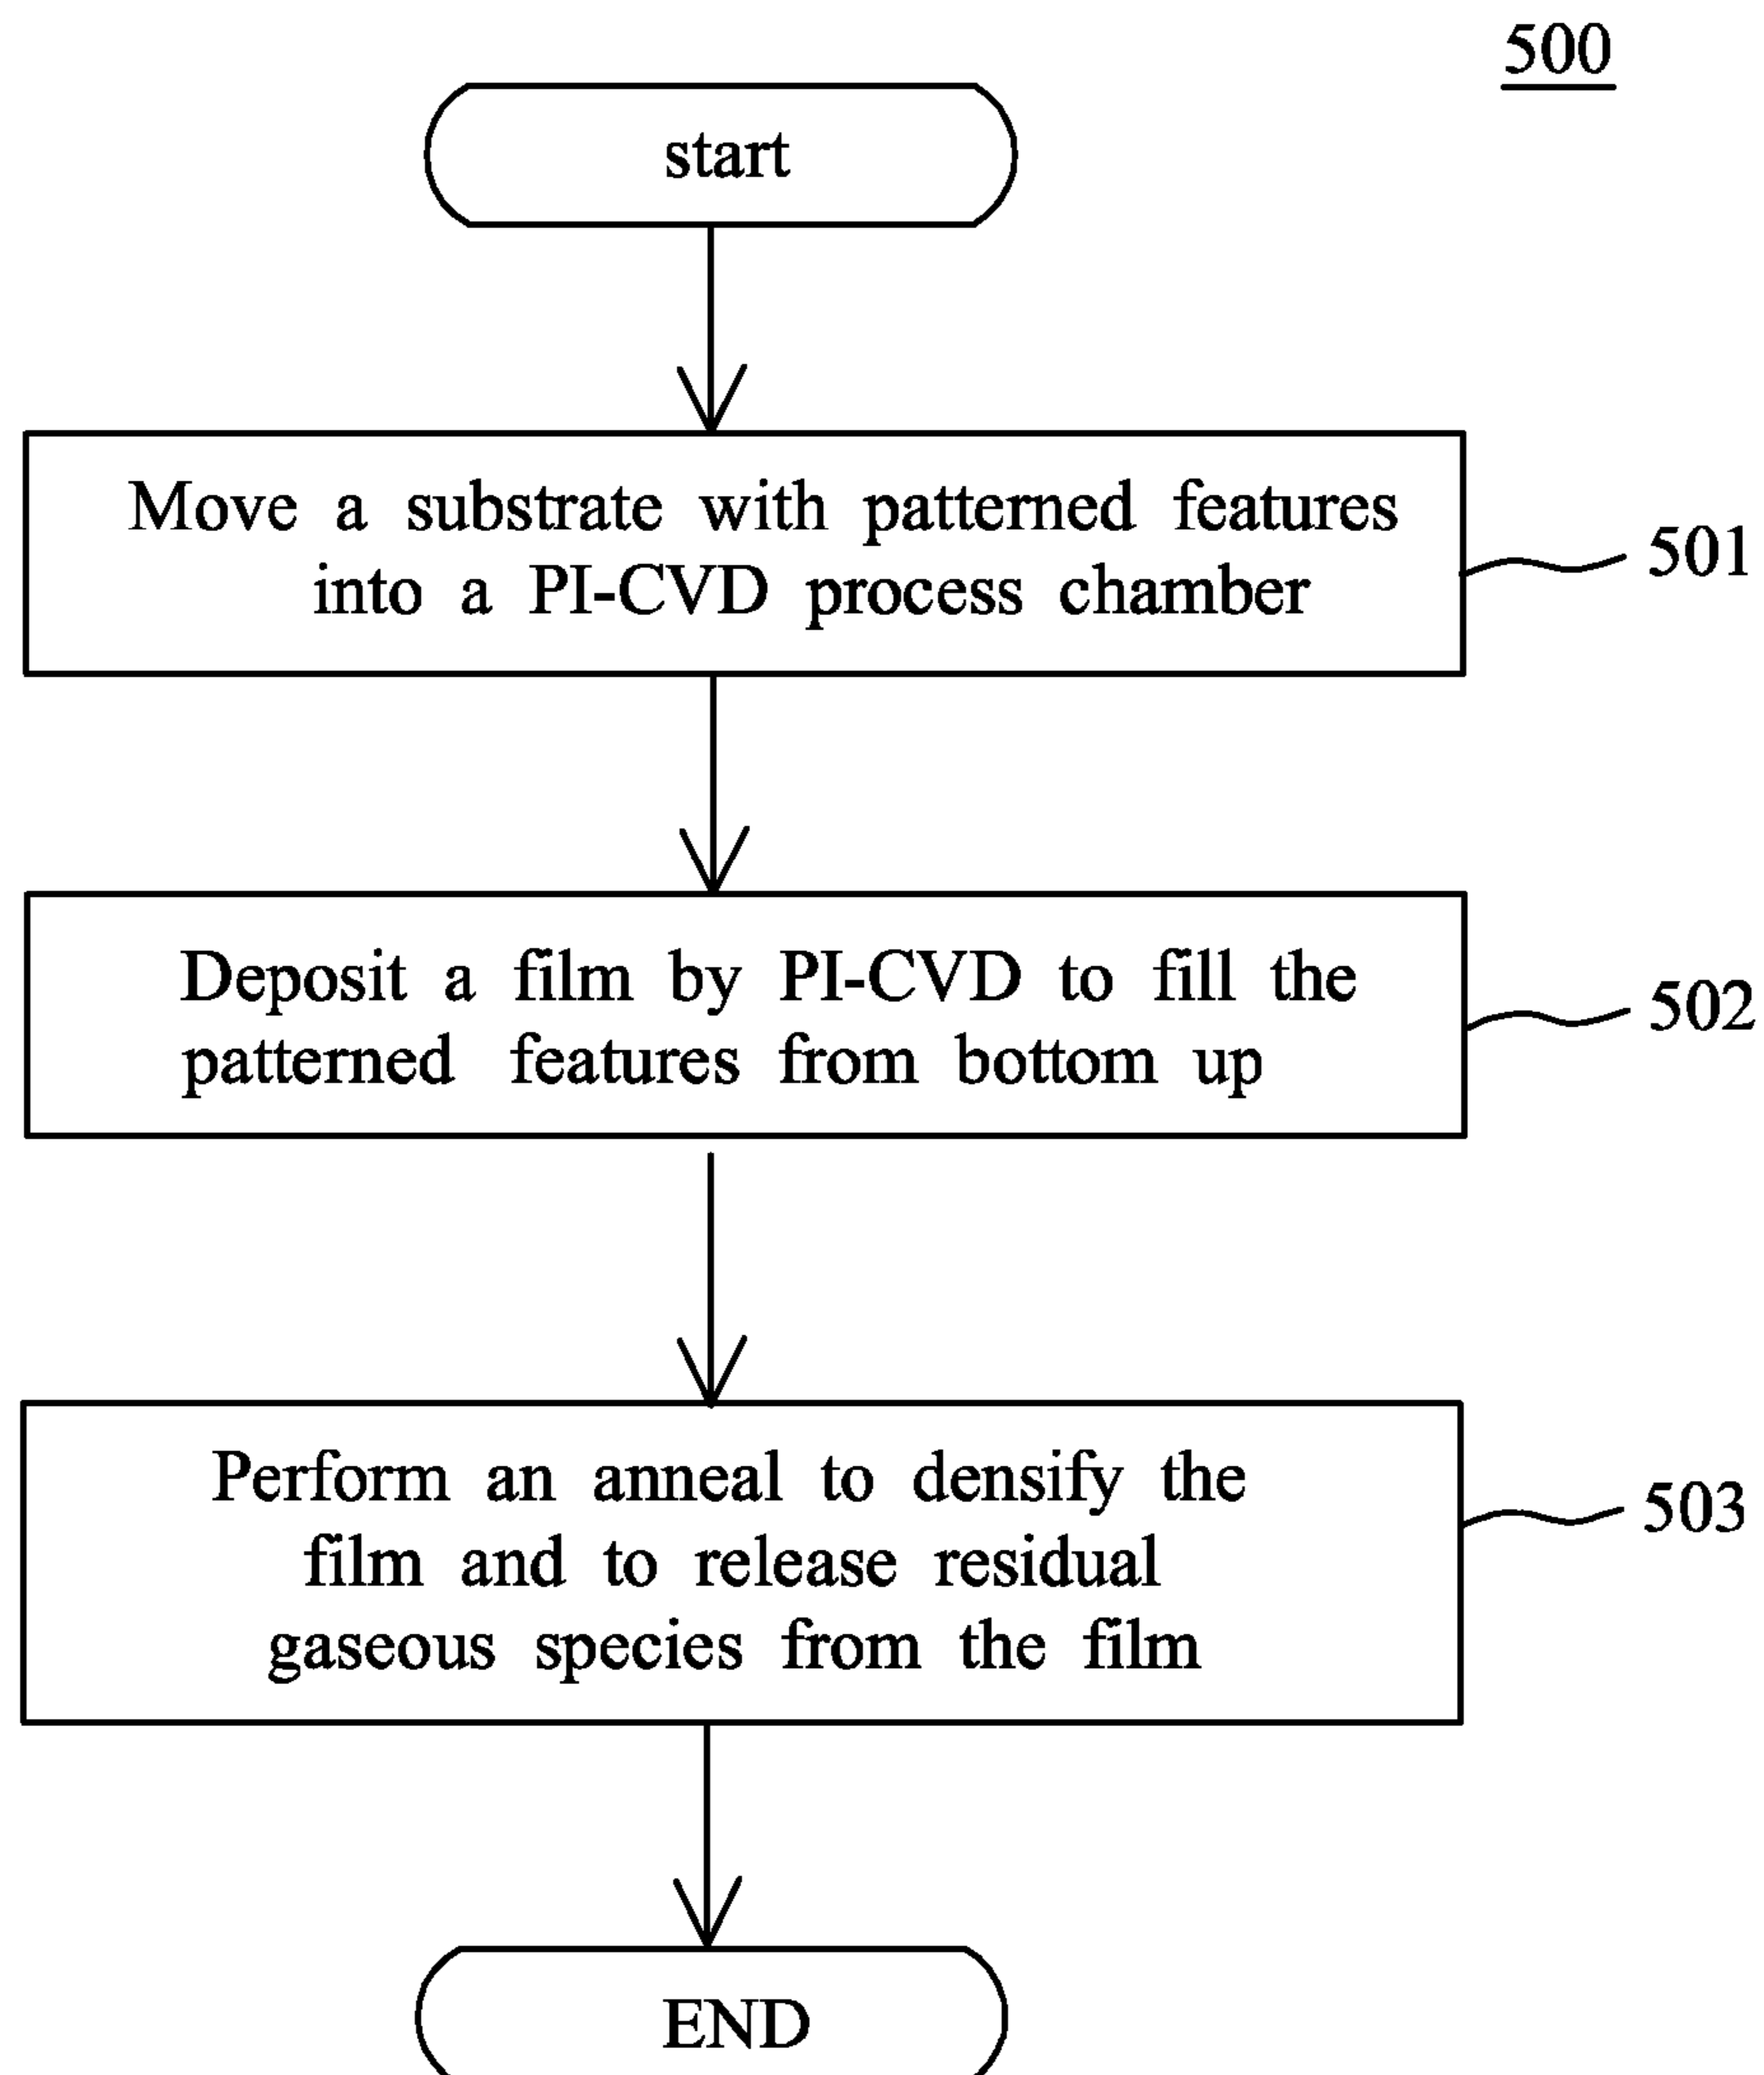 500
start
Move a substrate with patterned features
into a PI-CVD process chamber
501
Deposit a film by PI-CVD to fill the
patterned features from bottom up
502
Perform an anneal to densify the
film and to release residual
gaseous species from the film
503
END